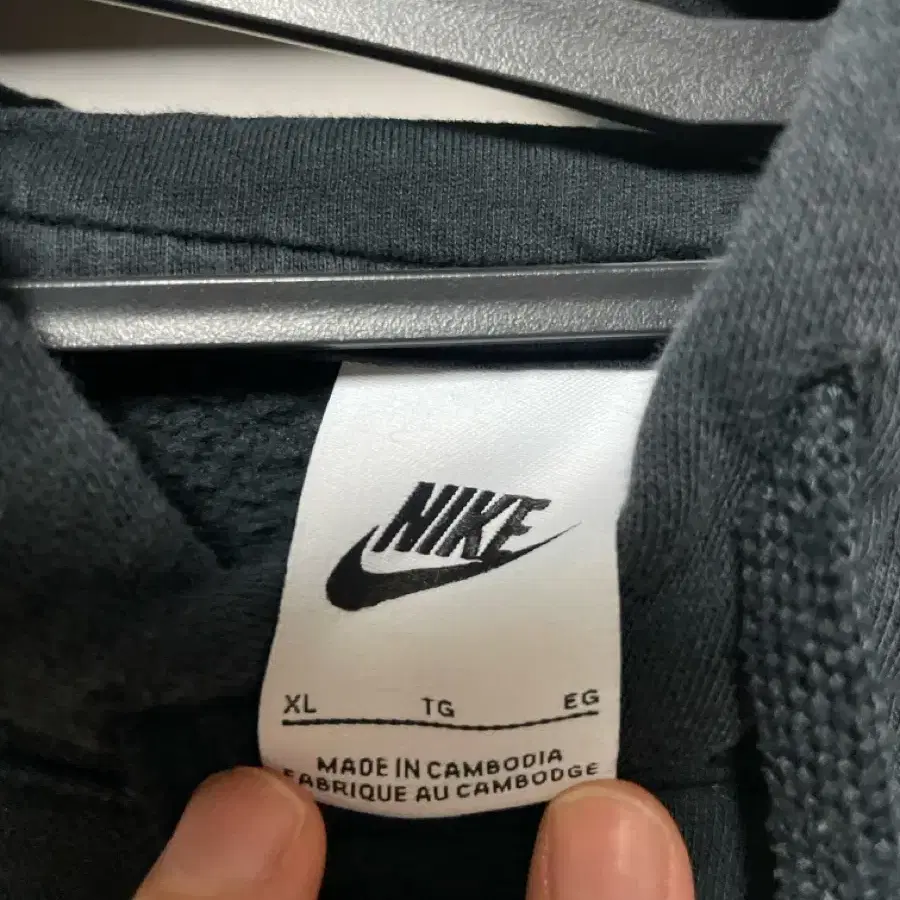 NIKE
XL TG EG
MADE IN CAMBODIA
FABRIQUE AU CAMBODGE